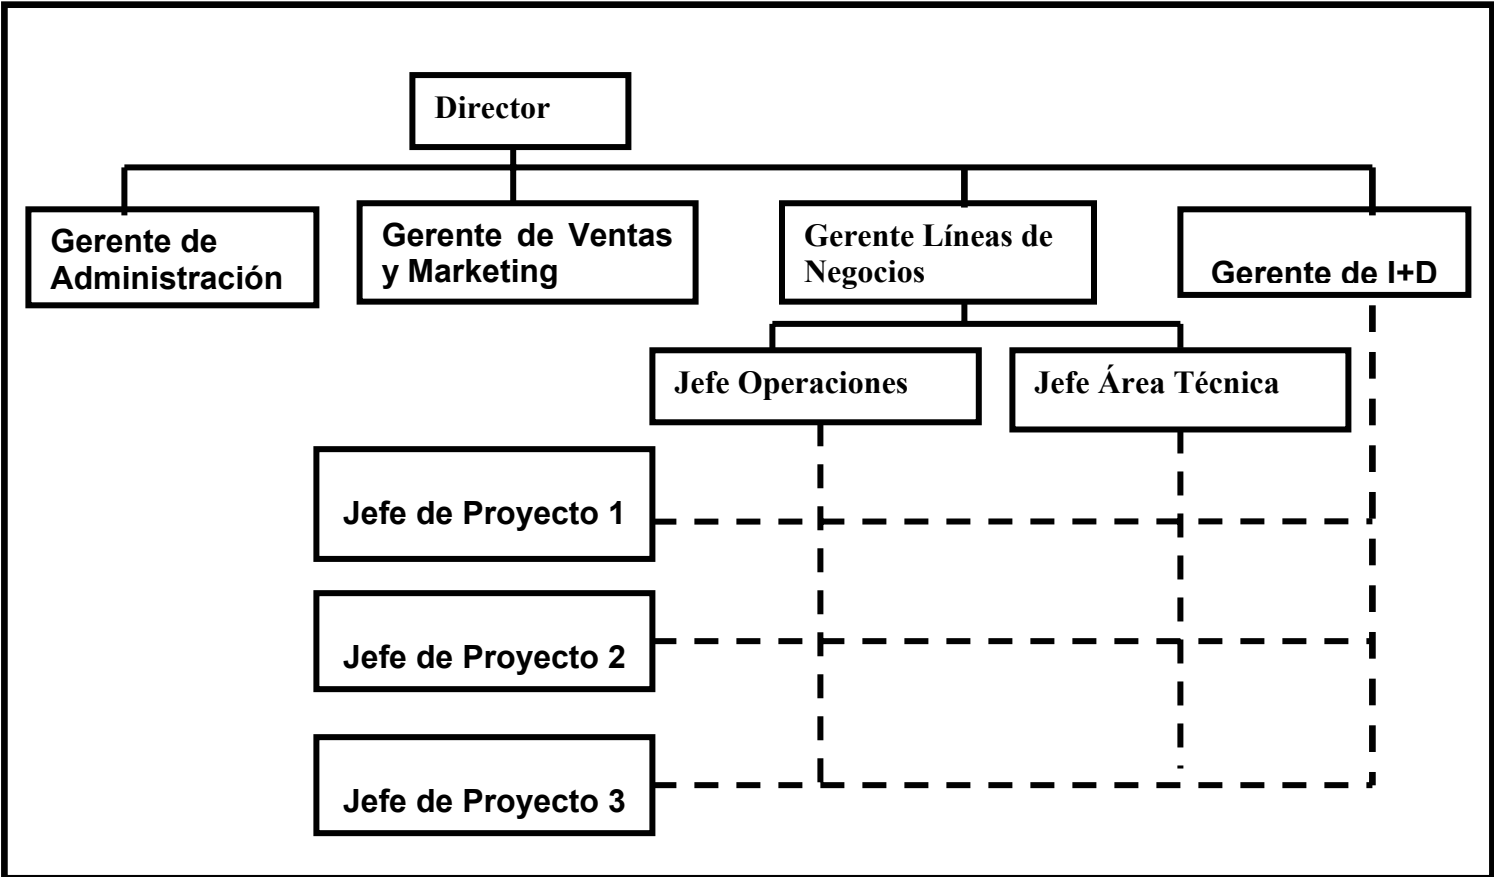 Director
Gerente de
Administración
Gerente de Ventas
y Marketing
Gerente Líneas de
Negocios
Gerente de I+D
Jefe Operaciones
Jefe Área Técnica
Jefe de Proyecto 1
Jefe de Proyecto 2
Jefe de Proyecto 3